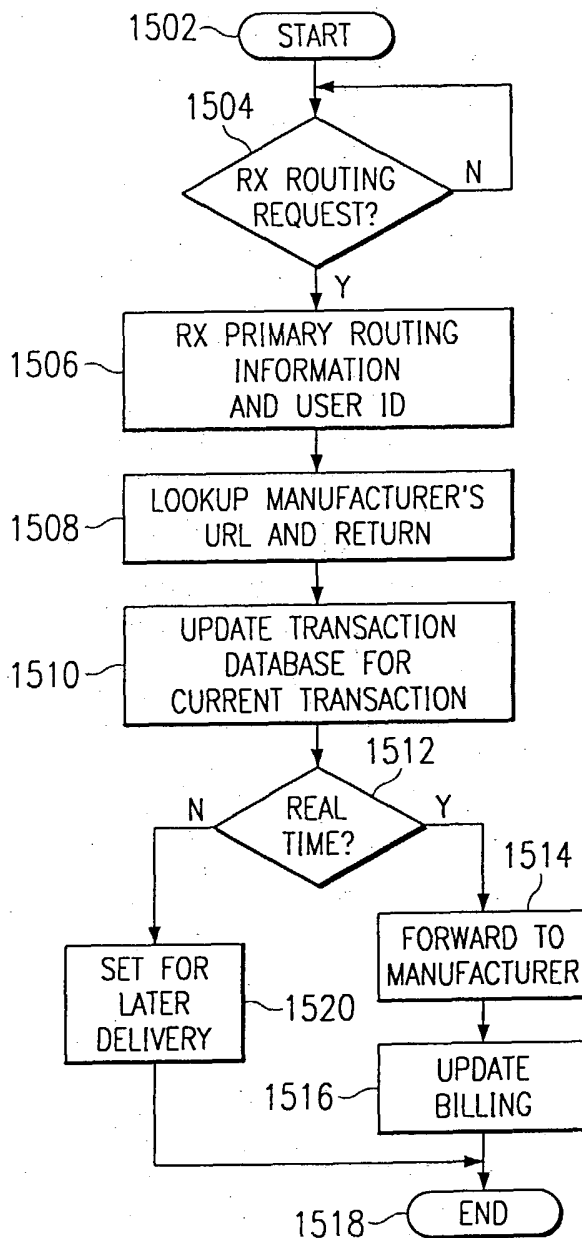 1502
START
1504
RX ROUTING
REQUEST?
N
Y
1506
RX PRIMARY ROUTING
INFORMATION
AND USER ID
1508
LOOKUP MANUFACTURER'S
URL AND RETURN
1510
UPDATE TRANSACTION
DATABASE FOR
CURRENT TRANSACTION
1512
N
REAL
TIME?
Y
1514
FORWARD TO
MANUFACTURER
SET FOR
LATER
DELIVERY
1520
1516
UPDATE
BILLING
1518
END